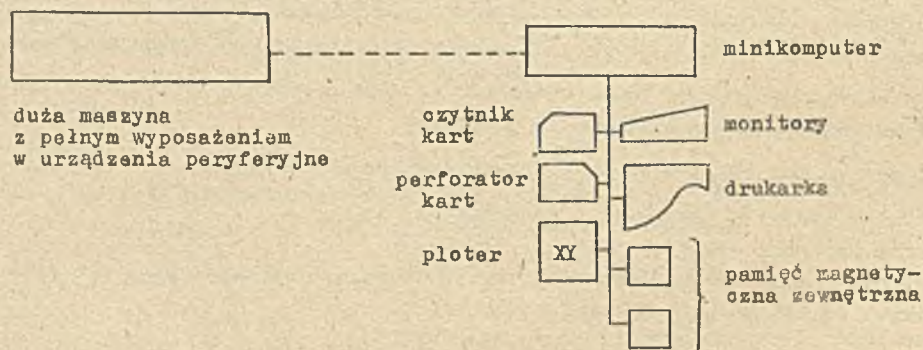 minikomputer
duża maszyna
z pełnym wyposażeniem
w urządzenia peryferyjne
czytnik
kart
monitory
perforator
kart
drukarka
ploter
XY
pamięć magnety-
czna zewnętrzna